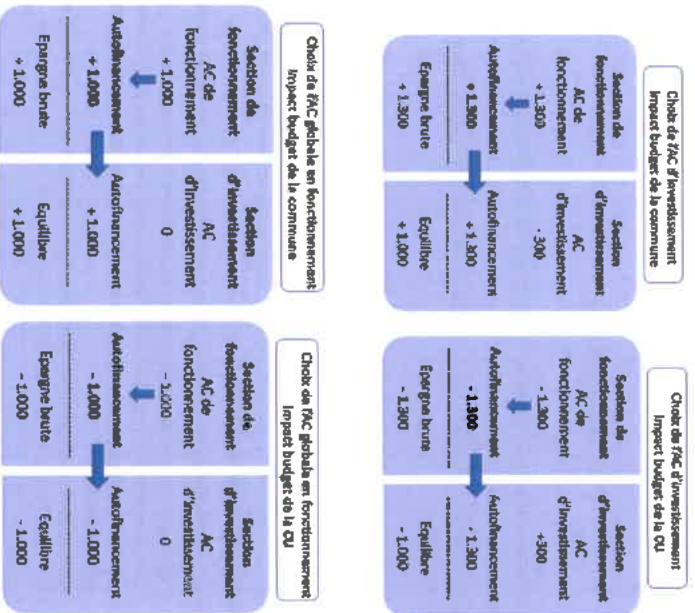 Choix de l'AC d'investissement
Impact budget de la commune
Section de
fonctionnement
AC de
fonctionnement
+ 1.300
Autofinancement
+ 1.300
Epargne brute
+ 1.300
Section
d'investissement
AC
d'investissement
- 300
Autofinancement
+ 1.300
Equilibre
+ 1.000
Choix de l'AC d'investissement
Impact budget de la CU
Section de
fonctionnement
AC de
fonctionnement
- 1.300
Autofinancement
- 1.300
Epargne brute
- 1.300
Section
d'investissement
AC
d'investissement
+300
Autofinancement
- 1.300
Equilibre
- 1.000
Choix de l'AC globale en fonctionnement
Impact budget de la commune
Section de
fonctionnement
AC de
fonctionnement
+ 1.000
Autofinancement
+ 1.000
Epargne brute
+ 1.000
Section
d'investissement
AC
d'investissement
0
Autofinancement
+ 1.000
Equilibre
+ 1.000
Choix de l'AC globale en fonctionnement
Impact budget de la CU
Section de
fonctionnement
AC de
fonctionnement
- 1.000
Autofinancement
- 1.000
Epargne brute
- 1.000
Section
d'investissement
AC
d'investissement
0
Autofinancement
- 1.000
Equilibre
- 1.000